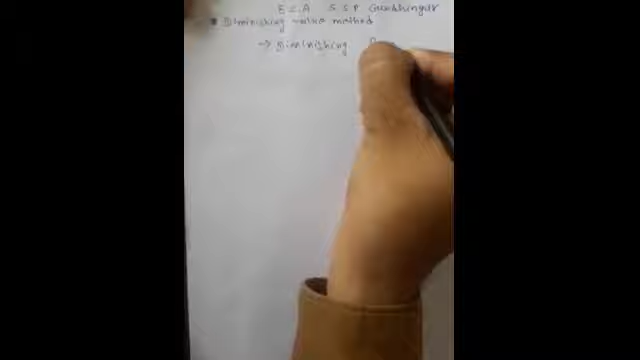 E.E.A S.S.P Gandhinagar
* Diminishing value method
→ Diminishing